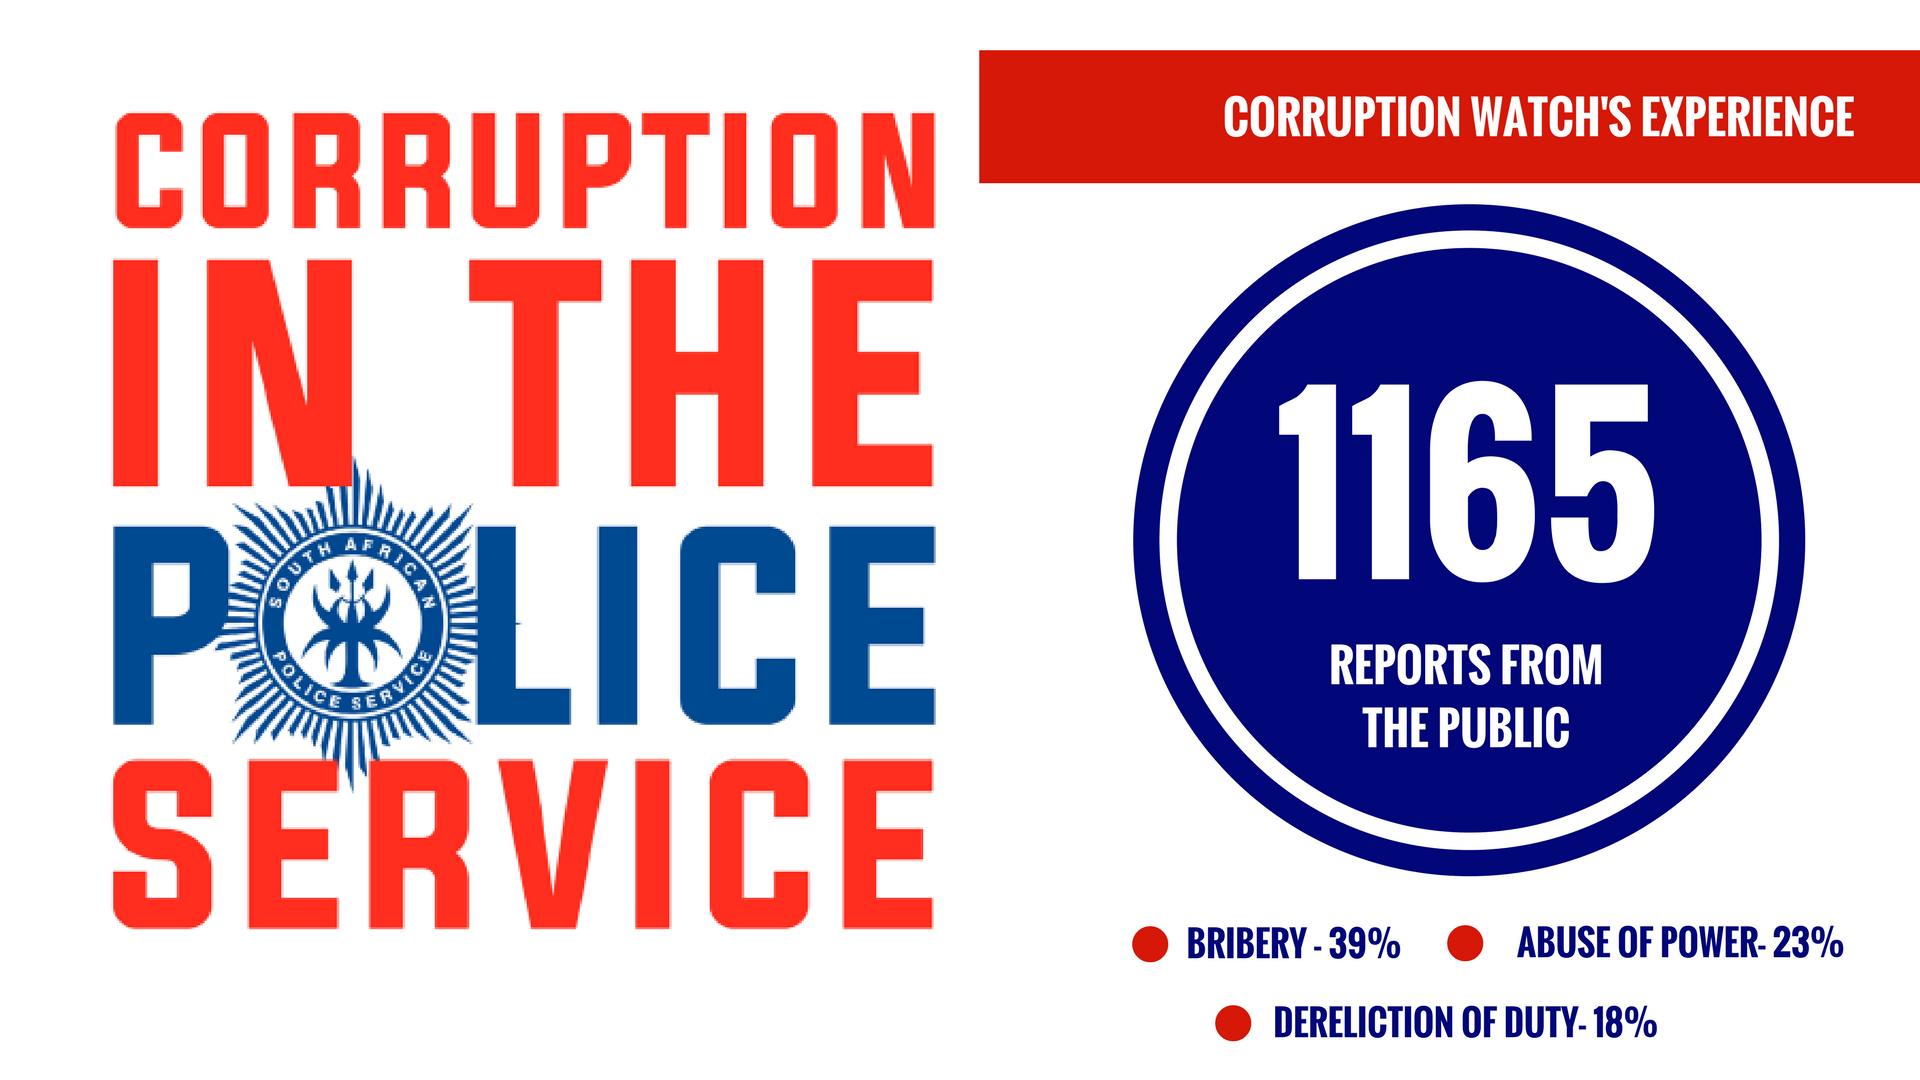 CORRUPTION
IN THE
POLICE
SERVICE
SOUTH AFRICAN
POLICE SERVICE
CORRUPTION WATCH'S EXPERIENCE
1165
REPORTS FROM
THE PUBLIC
BRIBERY - 39%
ABUSE OF POWER- 23%
DERELICTION OF DUTY- 18%